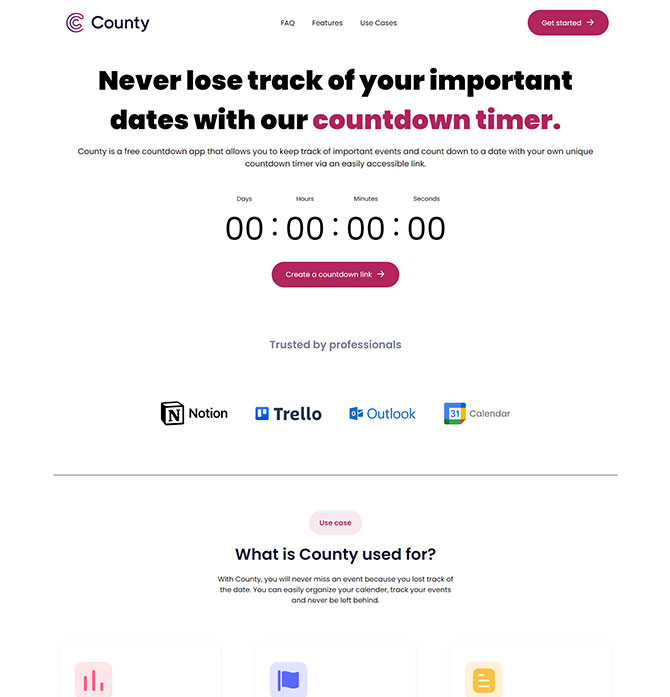 County
FAQ
Features
Use Cases
Get started
Never lose track of your important
dates with our countdown timer.
County is a free countdown app that allows you to keep track of important events and count down to a date with your own unique
countdown timer via an easily accessible link.
Days
Hours
Minutes
Seconds
00 : 00 : 00 : 00
Create a countdown link
Trusted by professionals
N Notion
Trello
O Outlook
31 Calendar
Use case
What is County used for?
With County, you will never miss an event because you lost track of
the date. You can easily organize your calender, track your events
and never be left behind.